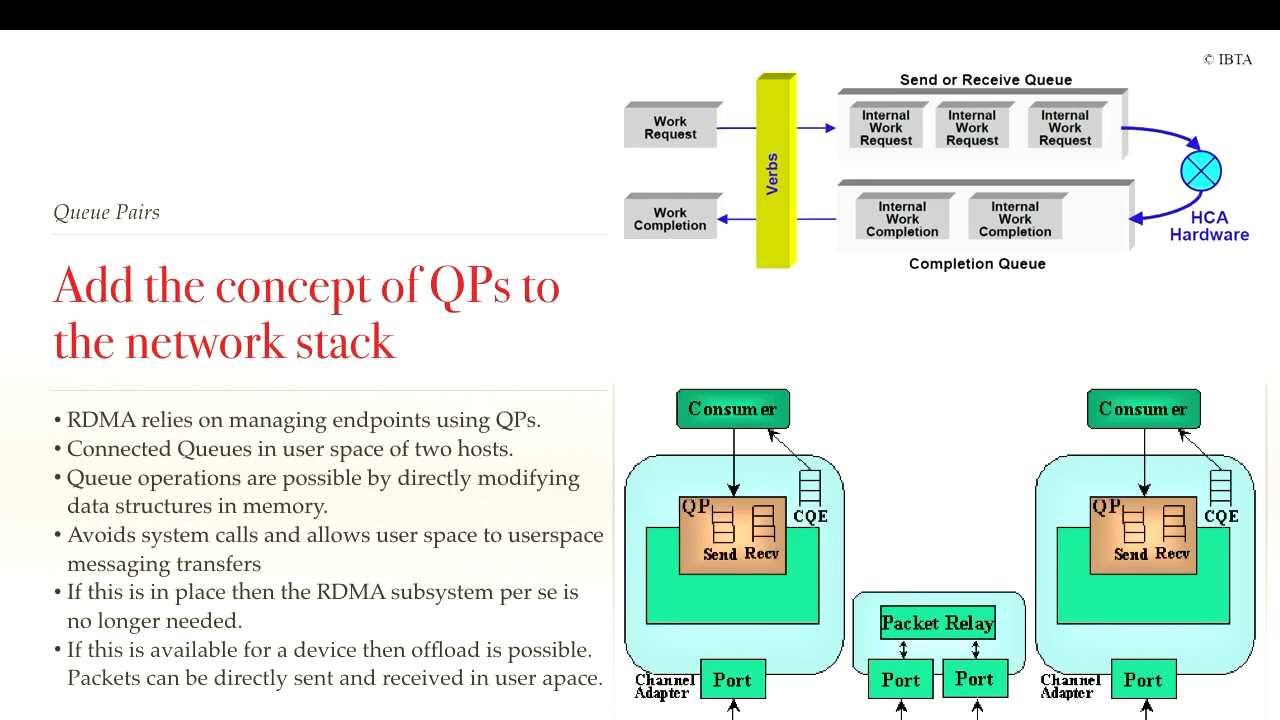 © IBTA
Queue Pairs
Add the concept of QPs to
the network stack
• RDMA relies on managing endpoints using QPs.
• Connected Queues in user space of two hosts.
• Queue operations are possible by directly modifying
data structures in memory.
• Avoids system calls and allows user space to userspace
messaging transfers
• If this is in place then the RDMA subsystem per se is
no longer needed.
• If this is available for a device then offload is possible.
Packets can be directly sent and received in user apace.
Send or Receive Queue
Work
Request
Verbs
Internal
Work
Request
Internal
Work
Request
Internal
Work
Request
Work
Completion
Internal
Work
Completion
Internal
Work
Completion
HCA
Hardware
Completion Queue
Consumer
QP
CQE
Send Recv
Channel
Adapter
Port
Packet Relay
Port
Port
Consumer
QP
CQE
Send Recv
Channel
Adapter
Port